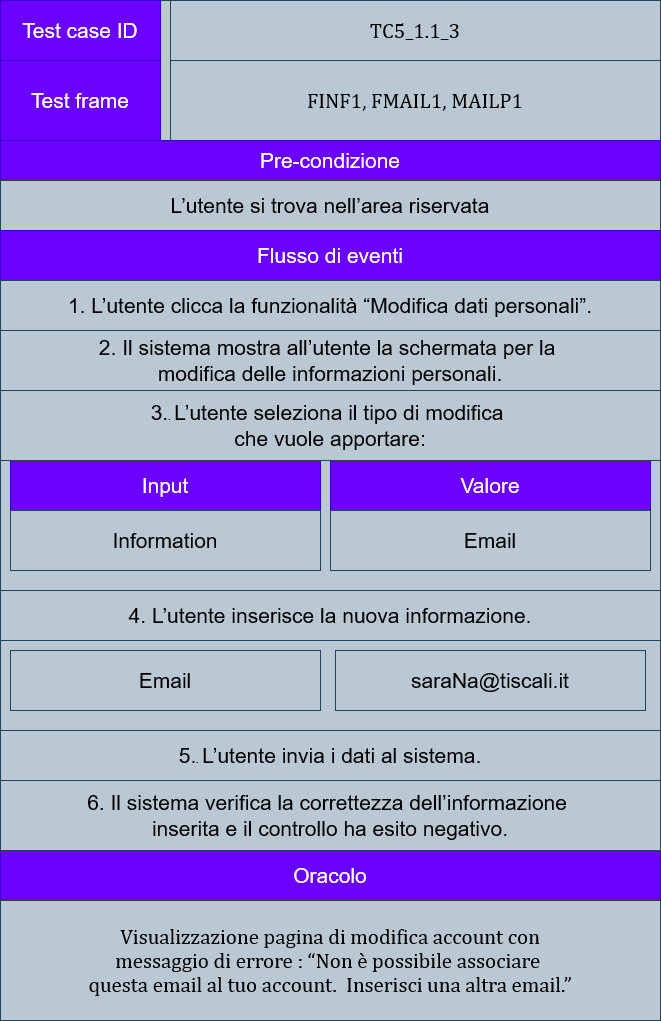 Test case ID
TC5_1.1_3
Test frame
FINF1, FMAIL1, MAILP1
Pre-condizione
L’utente si trova nell’area riservata
Flusso di eventi
1. L’utente clicca la funzionalità “Modifica dati personali”.
2. Il sistema mostra all’utente la schermata per la
modifica delle informazioni personali.
3.. L’utente seleziona il tipo di modifica
che vuole apportare:
Input
Valore
Information
Email
4. L’utente inserisce la nuova informazione.
Email
saraNa@tiscali.it
5.. L’utente invia i dati al sistema.
6. Il sistema verifica la correttezza dell’informazione
inserita e il controllo ha esito negativo.
Oracolo
Visualizzazione pagina di modifica account con
messaggio di errore : “Non è possibile associare
questa email al tuo account.  Inserisci una altra email.”